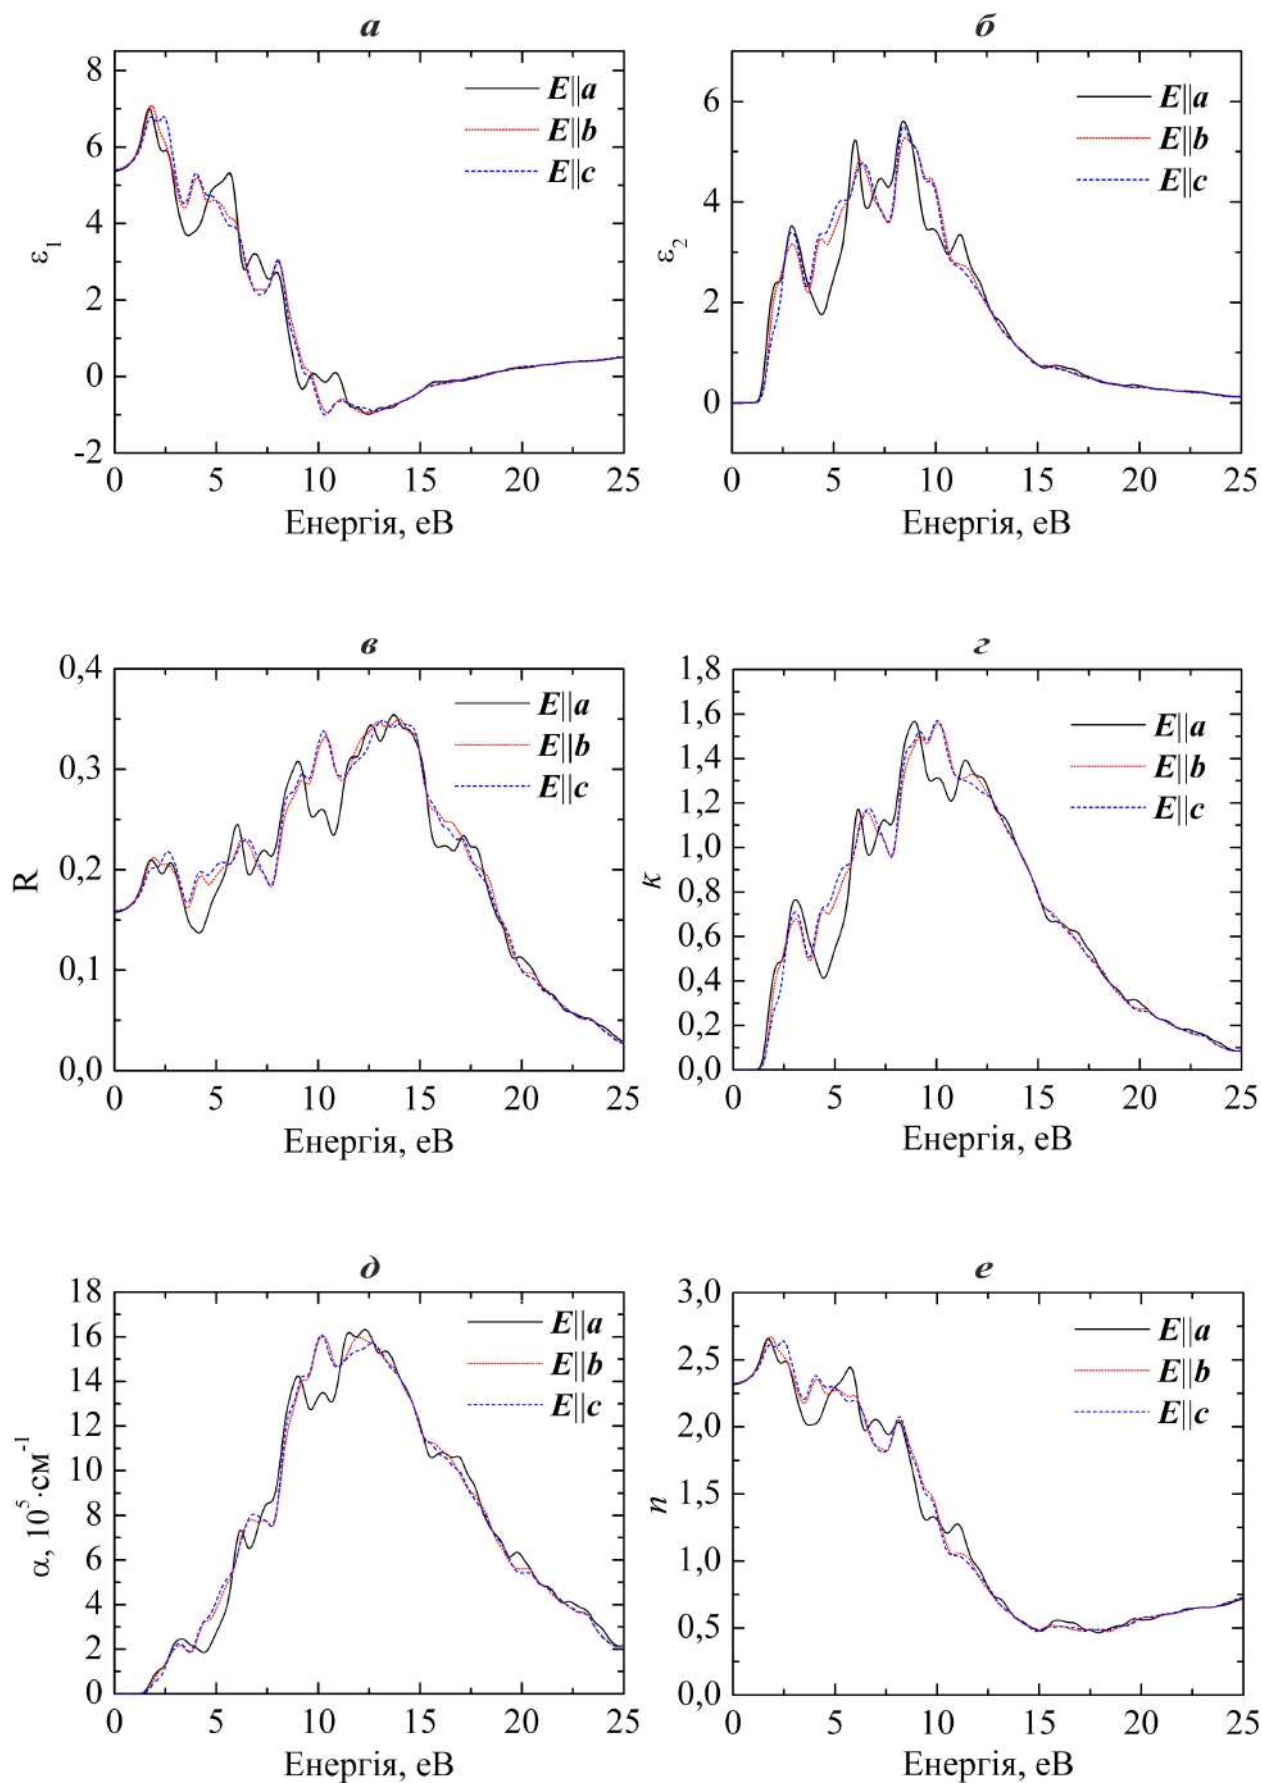 а
8
6
4
2
0
-2
ε1
E||a
E||b
E||c
0 5 10 15 20 25
Енергія, еВ
б
6
4
2
0
ε2
E||a
E||b
E||c
0 5 10 15 20 25
Енергія, еВ
в
0,4
0,3
0,2
0,1
0,0
R
E||a
E||b
E||c
0 5 10 15 20 25
Енергія, еВ
г
1,8
1,6
1,4
1,2
1,0
0,8
0,6
0,4
0,2
0,0
κ
E||a
E||b
E||c
0 5 10 15 20 25
Енергія, еВ
д
18
16
14
12
10
8
6
4
2
0
α, 10⁵·см⁻¹
E||a
E||b
E||c
0 5 10 15 20 25
Енергія, еВ
е
3,0
2,5
2,0
1,5
1,0
0,5
0,0
n
E||a
E||b
E||c
0 5 10 15 20 25
Енергія, еВ